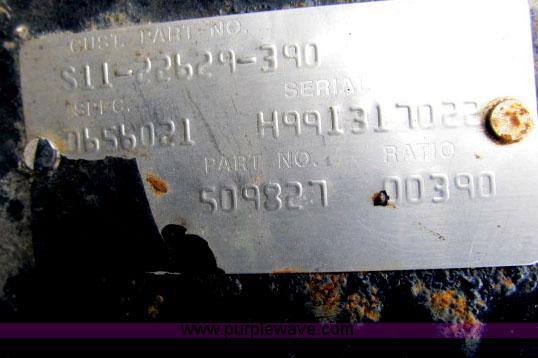 CUST. PART NO.
S11-22629-390
SPEC. SERIAL
0656021 H991317022
PART NO. RATIO
509827 00390
www.purplewave.com